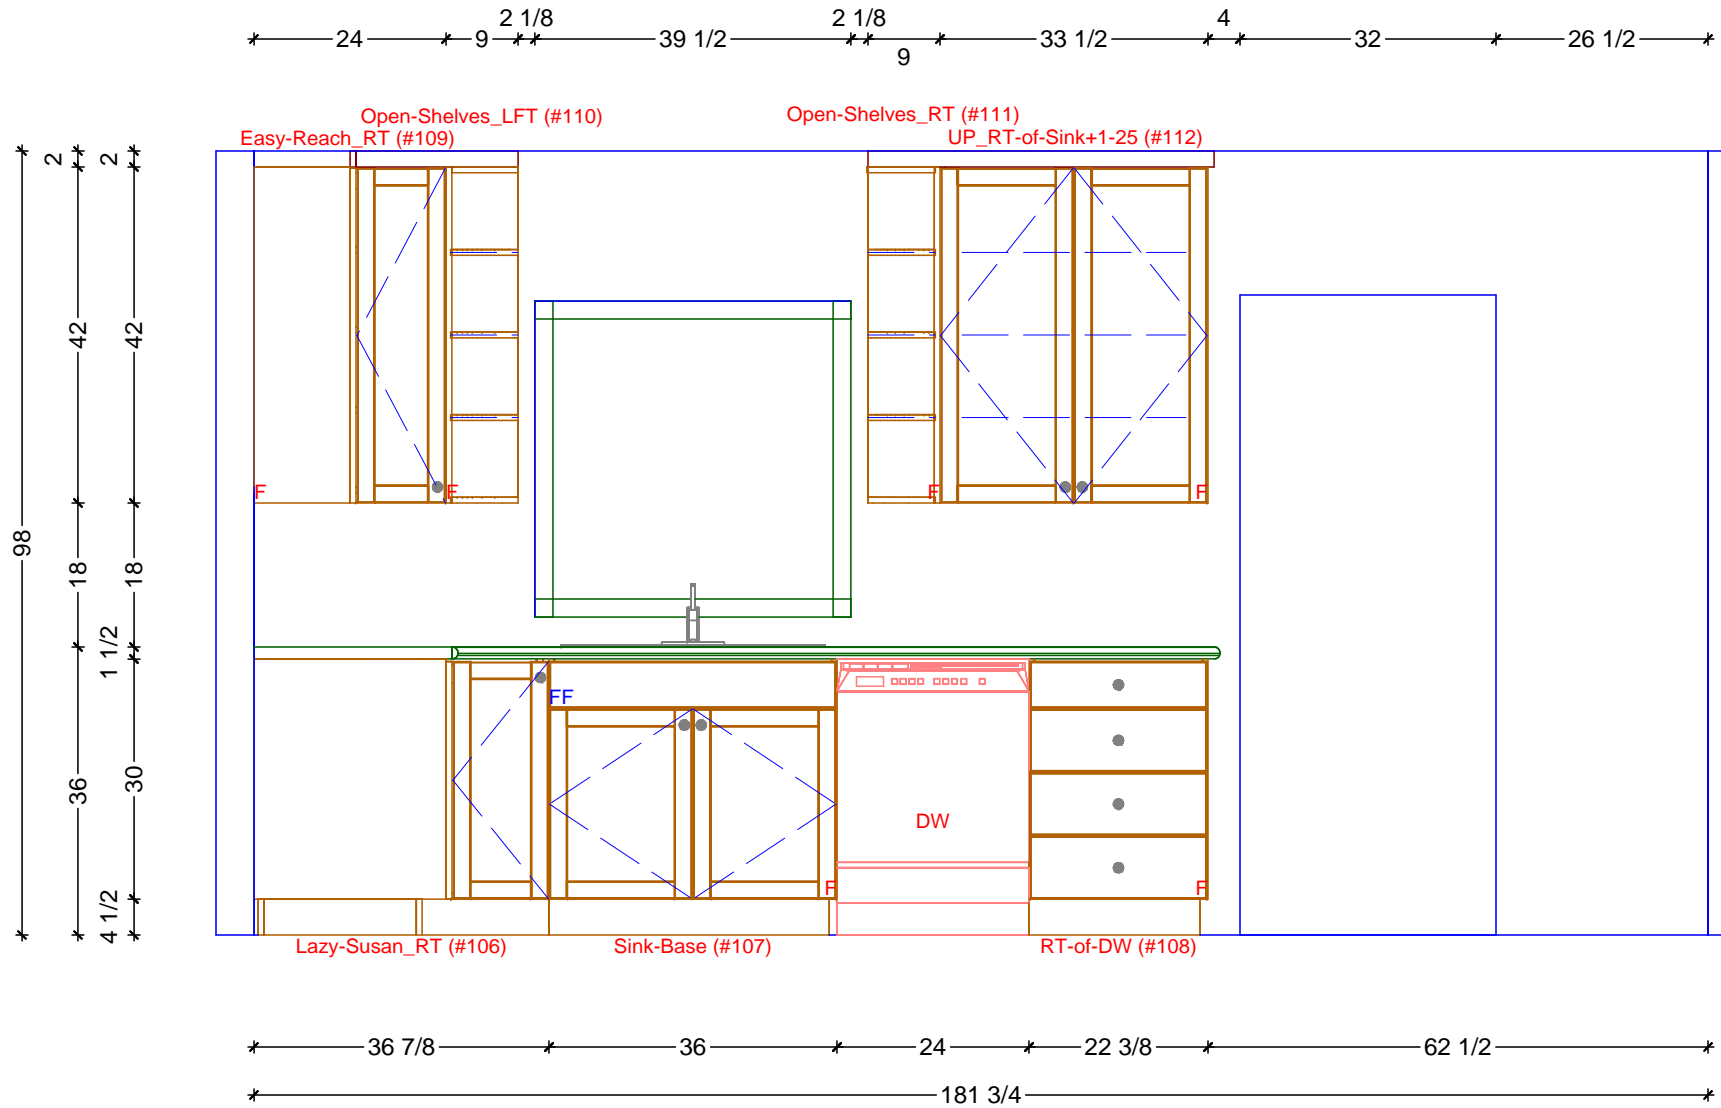 2 1/8 2 1/8 4
24 9 39 1/2 33 1/2 32 26 1/2
9
Open-Shelves_LFT (#110) Open-Shelves_RT (#111)
Easy-Reach_RT (#109) UP_RT-of-Sink+1-25 (#112)
2 2
42 42
F F F F
98
18 18
1 1/2
FF
36 30
DW
F F
4 1/2
Lazy-Susan_RT (#106) Sink-Base (#107) RT-of-DW (#108)
36 7/8 36 24 22 3/8 62 1/2
181 3/4